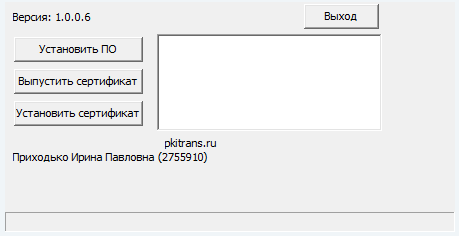 Версия: 1.0.0.6
Выход
Установить ПО
Выпустить сертификат
Установить сертификат
pkitrans.ru
Приходько Ирина Павловна (2755910)